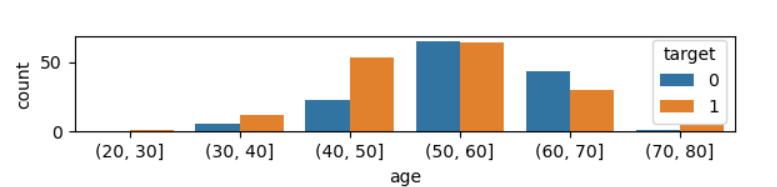 target
0
1
50
0
count
(20, 30] (30, 40] (40, 50] (50, 60] (60, 70] (70, 80]
age